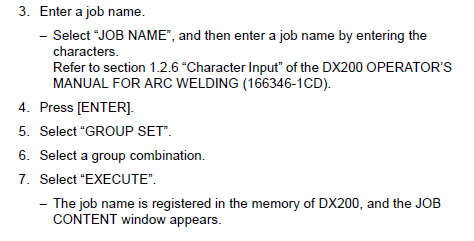 3. Enter a job name.
– Select “JOB NAME”, and then enter a job name by entering the
characters.
Refer to section 1.2.6 “Character Input” of the DX200 OPERATOR’S
MANUAL FOR ARC WELDING (166346-1CD).
4. Press [ENTER].
5. Select “GROUP SET”.
6. Select a group combination.
7. Select “EXECUTE”.
– The job name is registered in the memory of DX200, and the JOB
CONTENT window appears.